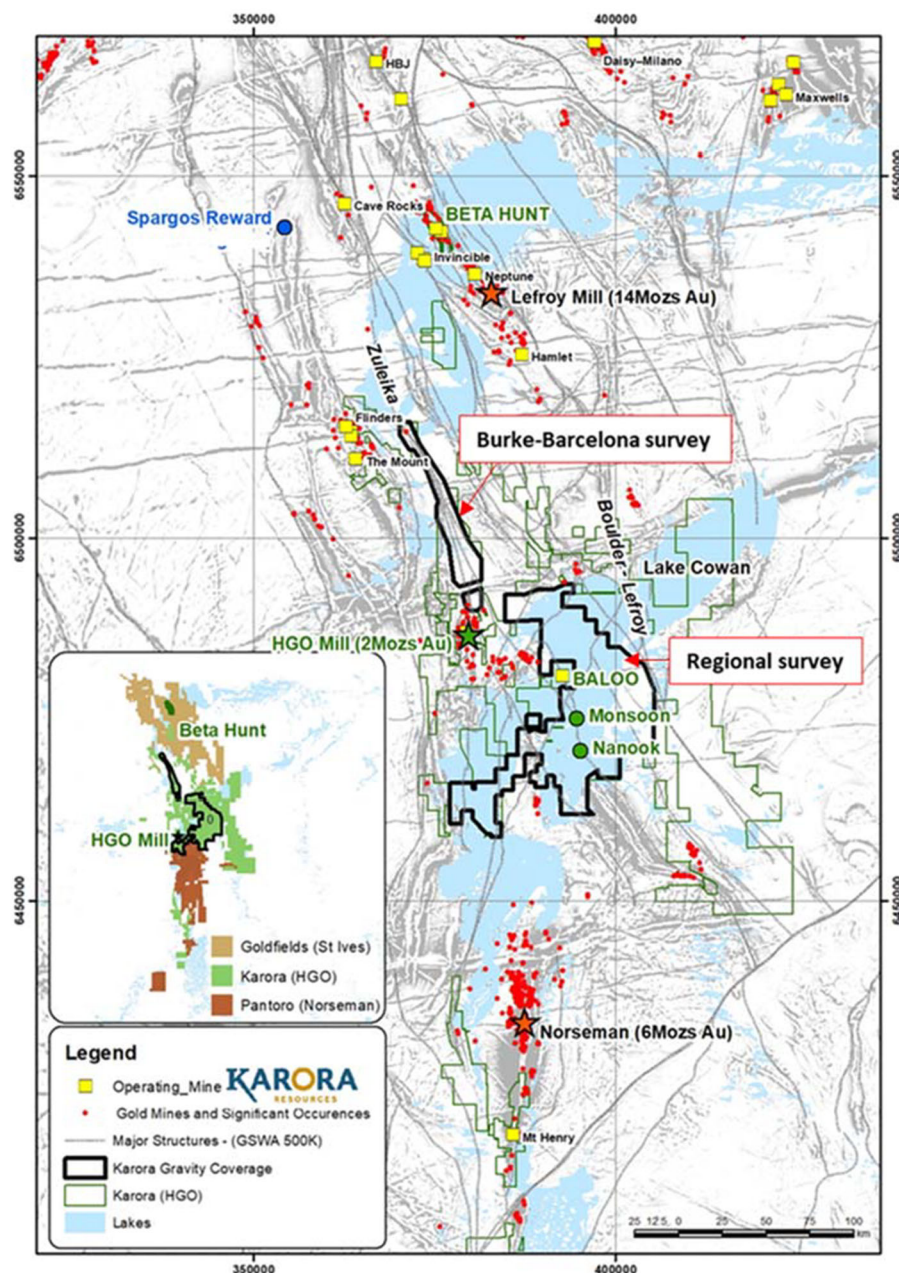 350000
400000
HBJ
Daisy-Milano
Maxwells
6550000
6550000
Cave Rocks
BETA HUNT
Spargos Reward
Invincible
Neptune
Lefroy Mill (14Mozs Au)
Hamlet
Zuleika
Flinders
Burke-Barcelona survey
The Mount
6500000
6500000
Boulder - Lefroy
Lake Cowan
HGO Mill (2Mozs Au)
Regional survey
BALOO
Monsoon
Nanook
Beta Hunt
HGO Mill
Goldfields (St Ives)
Karora (HGO)
Pantoro (Norseman)
6450000
6450000
Norseman (6Mozs Au)
Mt Henry
Legend
Operating_Mine
KARORA
RESOURCES
Gold Mines and Significant Occurences
Major Structures - (GSWA 500K)
Karora Gravity Coverage
Karora (HGO)
Lakes
25 12.5 0 25 50 75 100
km
350000
400000